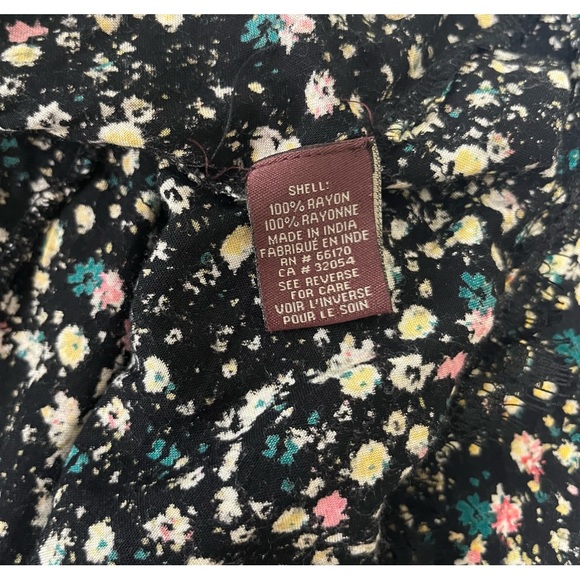 SHELL:
100% RAYON
100% RAYONNE
MADE IN INDIA
FABRIQUÉ EN INDE
RN # 66170
CA # 32054
SEE REVERSE
FOR CARE
VOIR L'INVERSE
POUR LE SOIN